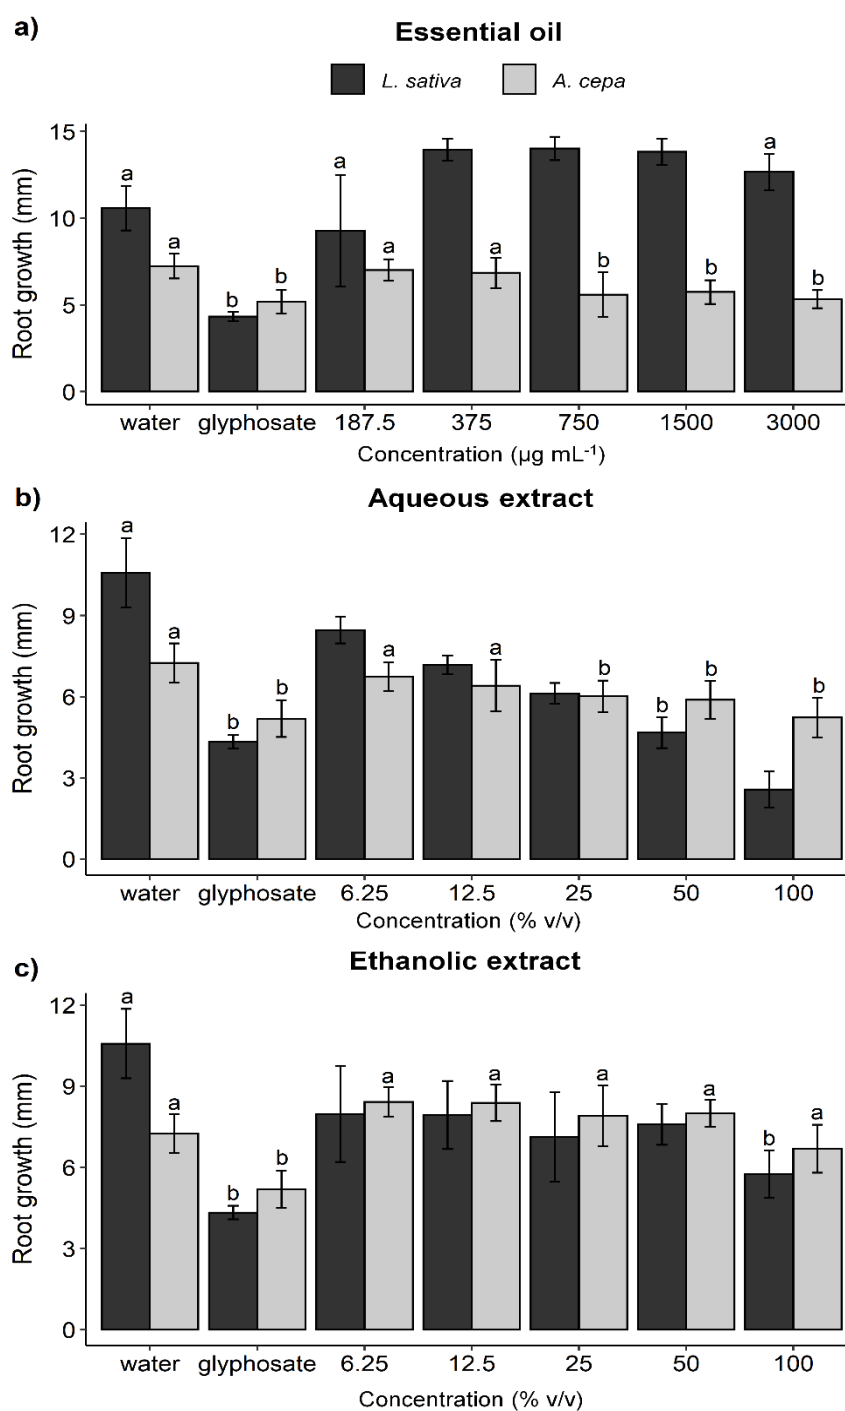 a)
Essential oil
L. sativa A. cepa
15
10
5
0
Root growth (mm)
a a b b a a a b b a b
water glyphosate 187.5 375 750 1500 3000
Concentration (µg mL⁻¹)
b)
Aqueous extract
12
9
6
3
0
Root growth (mm)
a a b b a a b b b b
water glyphosate 6.25 12.5 25 50 100
Concentration (% v/v)
c)
Ethanolic extract
12
9
6
3
0
Root growth (mm)
a a b b a a a a b a
water glyphosate 6.25 12.5 25 50 100
Concentration (% v/v)